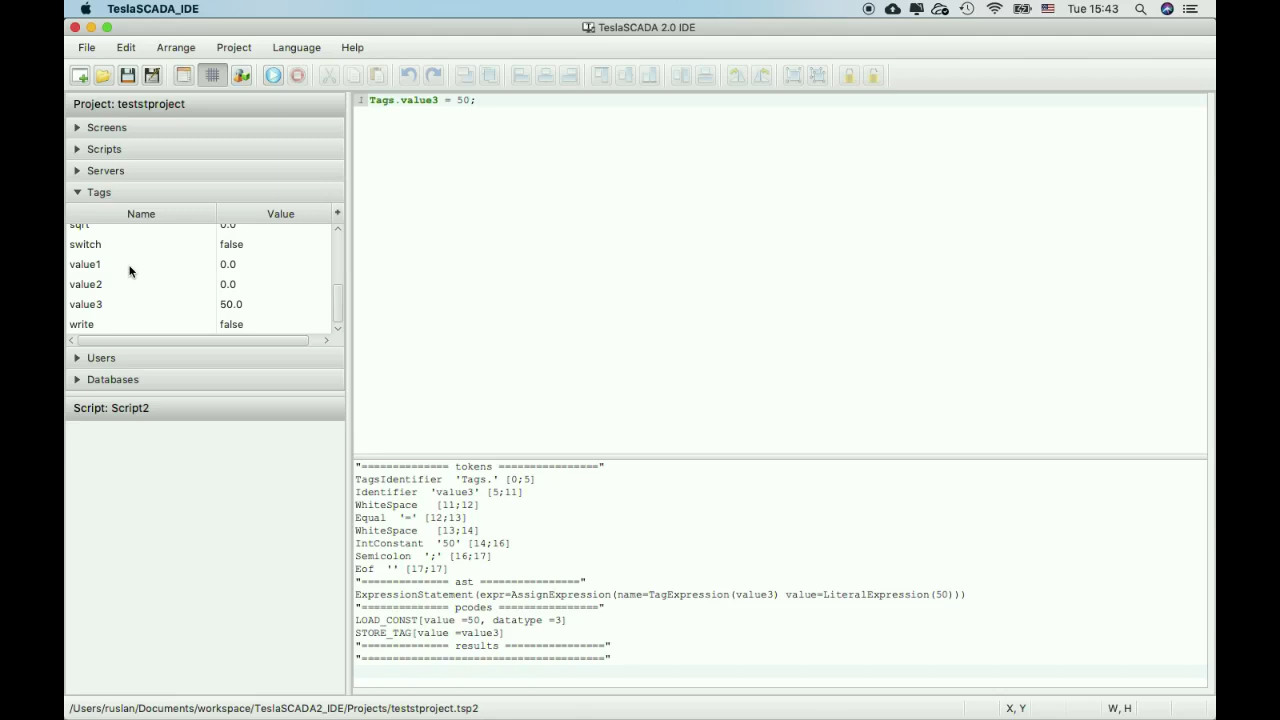 TeslaSCADA_IDE
Tue 15:43
TeslaSCADA 2.0 IDE
File Edit Arrange Project Language Help
Project: teststproject
Screens
Scripts
Servers
Tags
Name Value
sqrt 0.0
switch false
value1 0.0
value2 0.0
value3 50.0
write false
Users
Databases
Script: Script2
1 Tags.value3 = 50;
"============== tokens ================"
TagsIdentifier 'Tags.' [0;5]
Identifier 'value3' [5;11]
WhiteSpace [11;12]
Equal '=' [12;13]
WhiteSpace [13;14]
IntConstant '50' [14;16]
Semicolon ';' [16;17]
Eof '' [17;17]
"============== ast ================"
ExpressionStatement(expr=AssignExpression(name=TagExpression(value3) value=LiteralExpression(50)))
"============== pcodes ================"
LOAD_CONST[value =50, datatype =3]
STORE_TAG[value =value3]
"============== results ================"
"======================================="
/Users/ruslan/Documents/workspace/TeslaSCADA2_IDE/Projects/teststproject.tsp2
X, Y
W, H